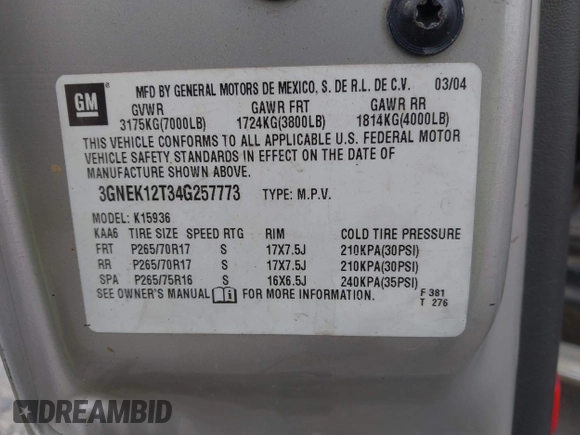 GM
MFD BY GENERAL MOTORS DE MEXICO, S. DE R.L. DE C.V. 03/04
GVWR GAWR FRT GAWR RR
3175KG(7000LB) 1724KG(3800LB) 1814KG(4000LB)
THIS VEHICLE CONFORMS TO ALL APPLICABLE U.S. FEDERAL MOTOR
VEHICLE SAFETY STANDARDS IN EFFECT ON THE DATE OF
MANUFACTURE SHOWN ABOVE.
3GNEK12T34G257773 TYPE: M.P.V.
MODEL: K15936
KAA6 TIRE SIZE SPEED RTG RIM COLD TIRE PRESSURE
FRT P265/70R17 S 17X7.5J 210KPA(30PSI)
RR P265/70R17 S 17X7.5J 210KPA(30PSI)
SPA P265/75R16 S 16X6.5J 240KPA(35PSI)
SEE OWNER'S MANUAL FOR MORE INFORMATION.
F 381
T 276
DREAMBID